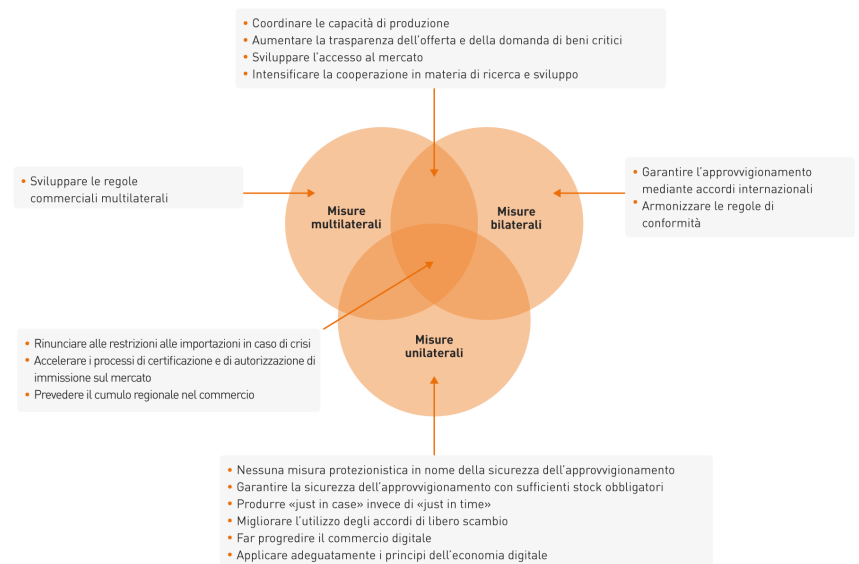 • Coordinare le capacità di produzione
• Aumentare la trasparenza dell'offerta e della domanda di beni critici
• Sviluppare l'accesso al mercato
• Intensificare la cooperazione in materia di ricerca e sviluppo
• Sviluppare le regole
commerciali multilaterali
Misure
multilaterali
Misure
bilaterali
• Garantire l'approvvigionamento
mediante accordi internazionali
• Armonizzare le regole di
conformità
• Rinunciare alle restrizioni alle importazioni in caso di crisi
• Accelerare i processi di certificazione e di autorizzazione di
immissione sul mercato
• Prevedere il cumulo regionale nel commercio
Misure
unilaterali
• Nessuna misura protezionistica in nome della sicurezza dell'approvvigionamento
• Garantire la sicurezza dell'approvvigionamento con sufficienti stock obbligatori
• Produrre «just in case» invece di «just in time»
• Migliorare l'utilizzo degli accordi di libero scambio
• Far progredire il commercio digitale
• Applicare adeguatamente i principi dell'economia digitale